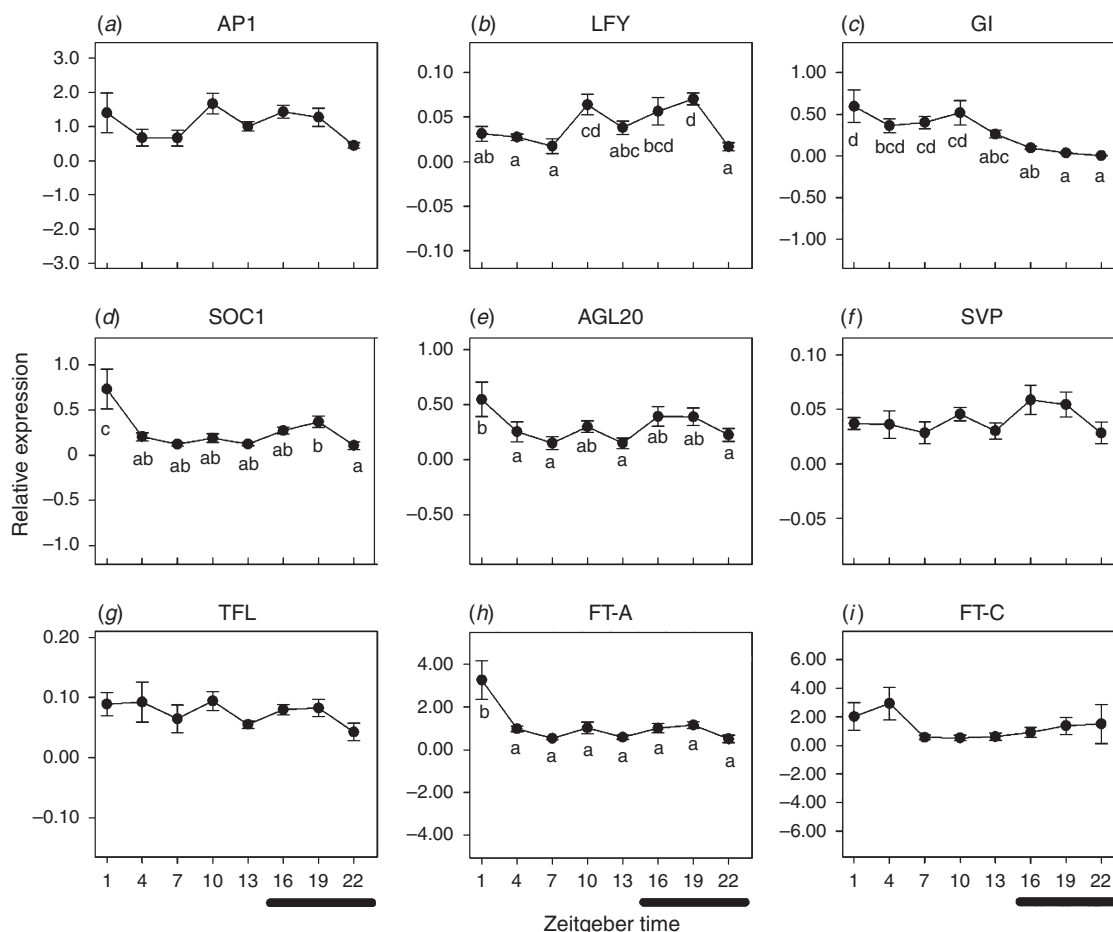 (a) AP1
(b) LFY
(c) GI
3.0
2.0
1.0
0.0
–1.0
–2.0
–3.0
0.10
0.05
0.00
–0.05
–0.10
ab a a cd abc bcd d a
1.00
0.50
0.00
–0.50
–1.00
d bcd cd cd abc ab a a
(d) SOC1
(e) AGL20
(f) SVP
Relative expression
1.0
0.5
0
–0.5
–1.0
c ab ab ab ab ab b a
1.00
0.50
0.00
–0.50
b a a ab a ab ab a
0.10
0.05
0.00
–0.05
(g) TFL
(h) FT-A
(i) FT-C
0.20
0.10
0.00
–0.10
4.00
2.00
0.00
–2.00
–4.00
b a a a a a a a
6.00
4.00
2.00
0.00
–2.00
–4.00
–6.00
1 4 7 10 13 16 19 22
1 4 7 10 13 16 19 22
1 4 7 10 13 16 19 22
Zeitgeber time